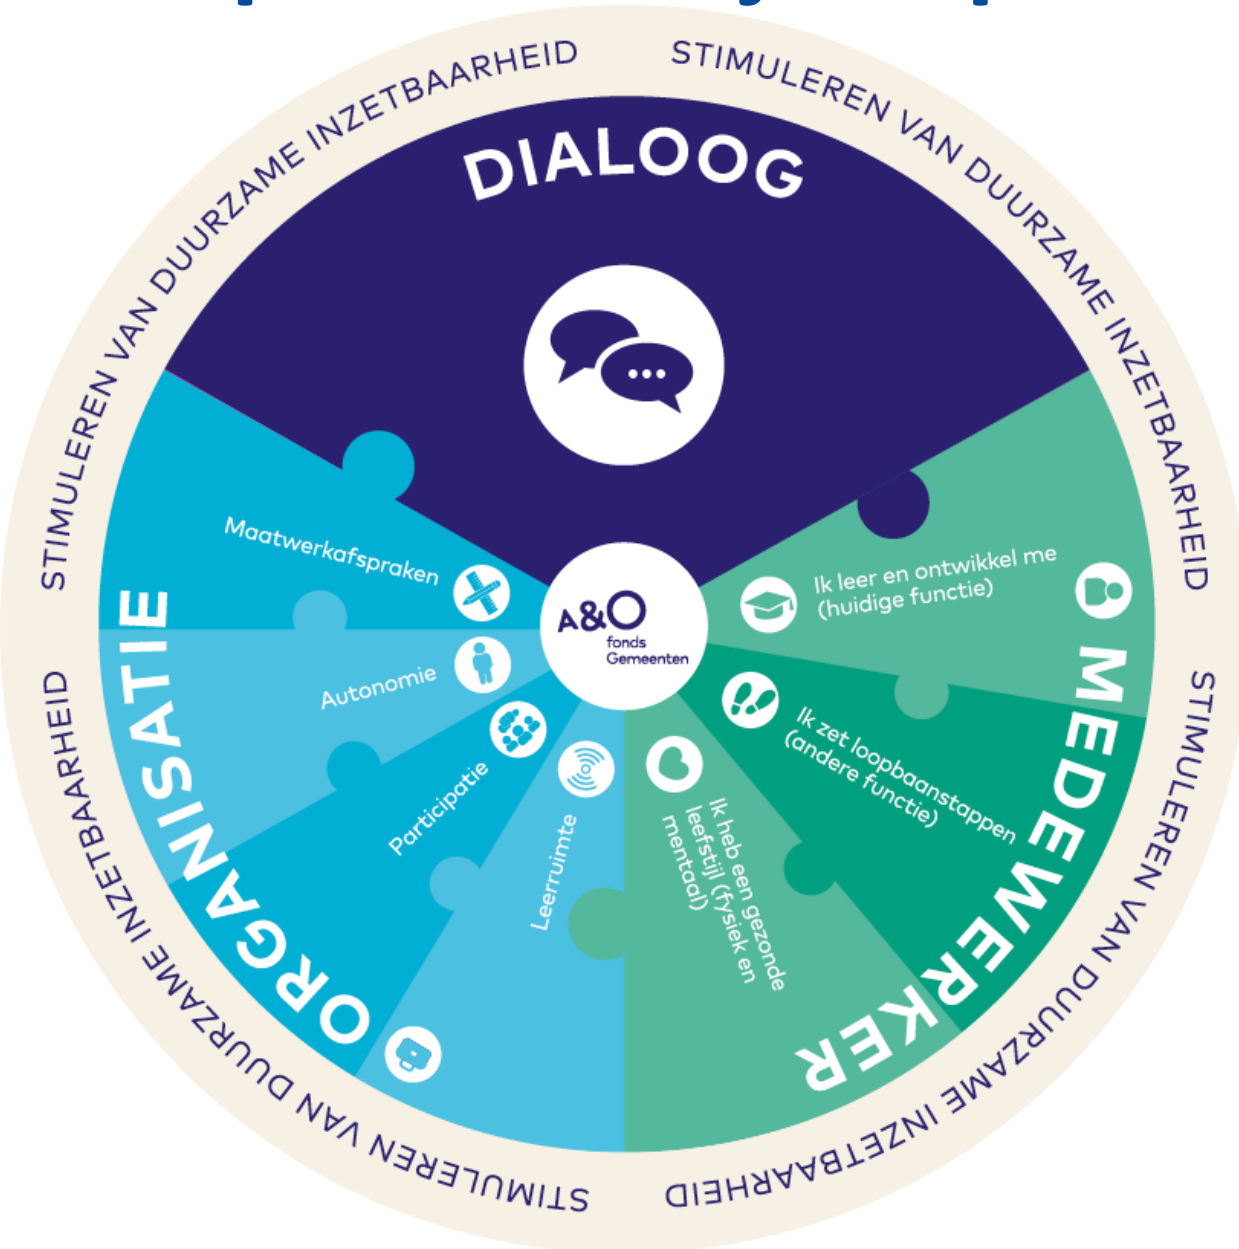 STIMULEREN VAN DUURZAME INZETBAARHEID
STIMULEREN VAN DUURZAME INZETBAARHEID
DIALOOG
Maatwerkafspraken
Autonomie
Participatie
Leerruimte
ORGANISATIE
A&O
fonds
Gemeenten
Ik leer en ontwikkel me
(huidige functie)
Ik zet loopbaanstappen
(andere functie)
Ik heb een gezonde
leefstijl (fysiek en
mentaal)
MEDEWERKER
STIMULEREN VAN DUURZAME INZETBAARHEID
STIMULEREN VAN DUURZAME INZETBAARHEID